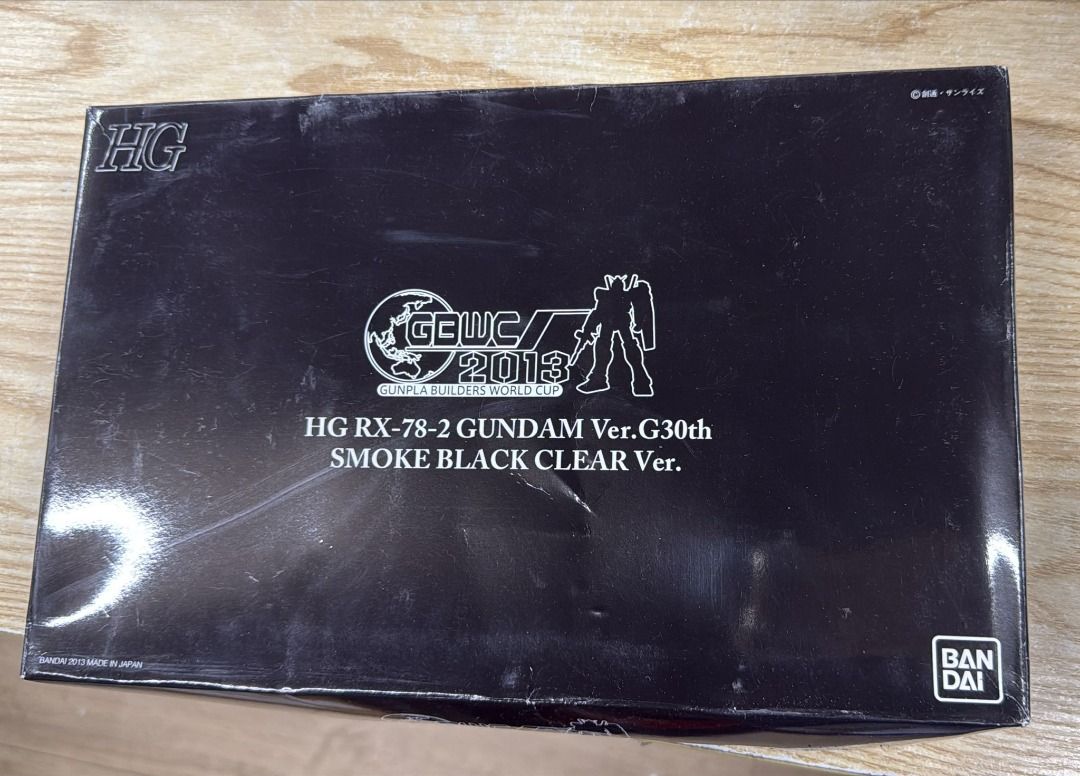 ©創通・サンライズ
HG
GBWC
2013
GUNPLA BUILDERS WORLD CUP
HG RX-78-2 GUNDAM Ver.G30th
SMOKE BLACK CLEAR Ver.
BANDAI 2013 MADE IN JAPAN
BAN
DAI